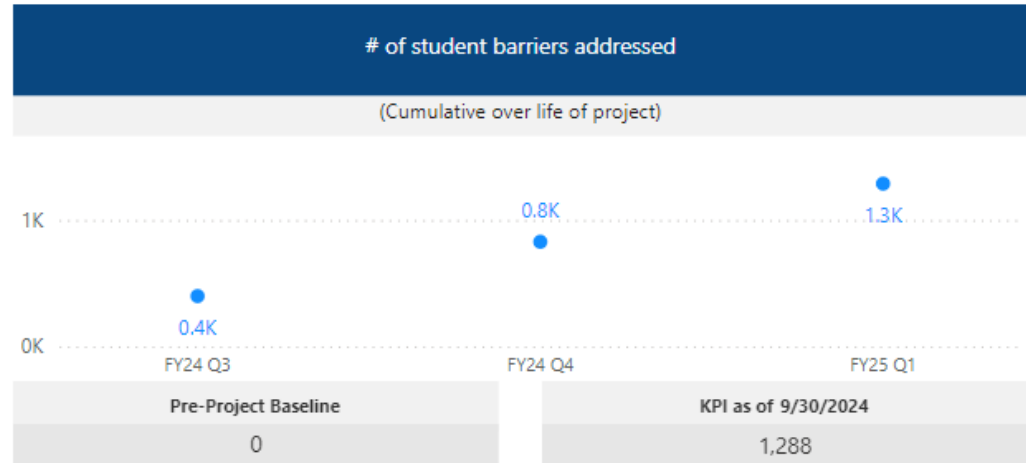 # of student barriers addressed
(Cumulative over life of project)
0.8K
1K
1.3K
0.4K
0K
FY24 Q3 FY24 Q4 FY25 Q1
Pre-Project Baseline KPI as of 9/30/2024
0 1,288